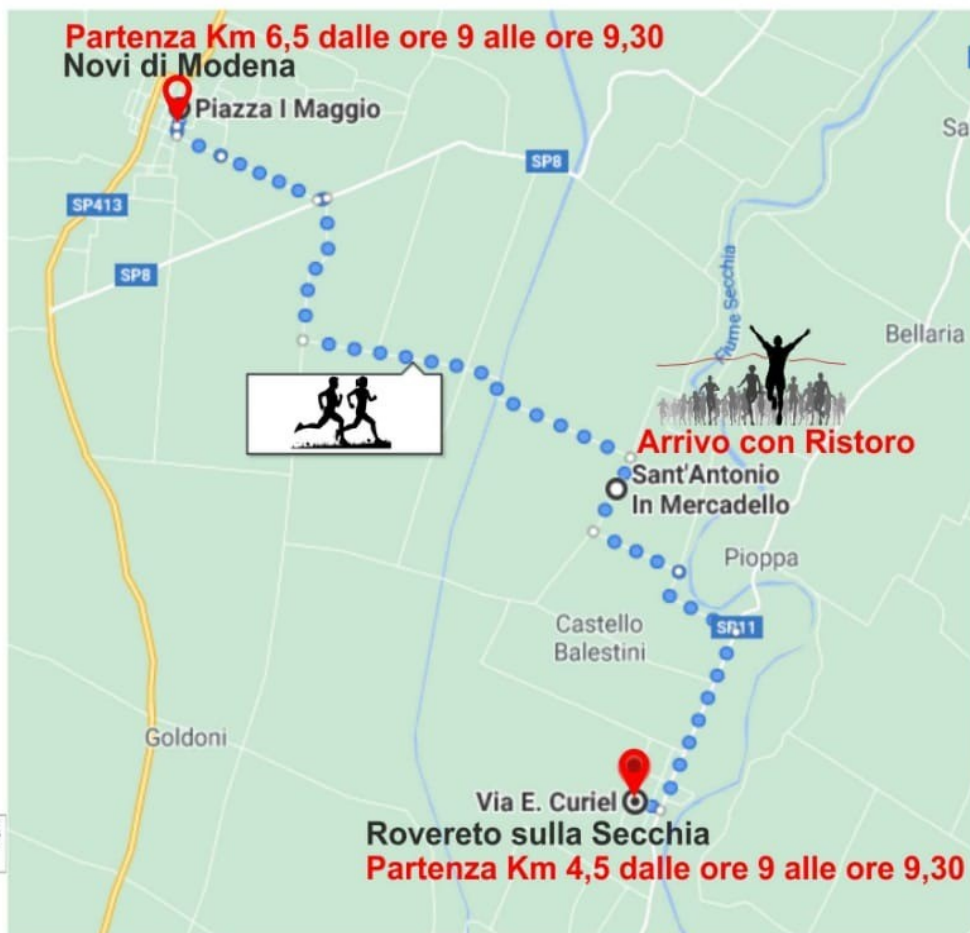 Partenza Km 6,5 dalle ore 9 alle ore 9,30
Novi di Modena
Piazza I Maggio
Sa
SP8
SP413
SP8
Fiume Secchia
Bellaria
Arrivo con Ristoro
Sant'Antonio
In Mercadello
Pioppa
Castello
Balestini
SP11
Goldoni
Via E. Curiel
Rovereto sulla Secchia
Partenza Km 4,5 dalle ore 9 alle ore 9,30